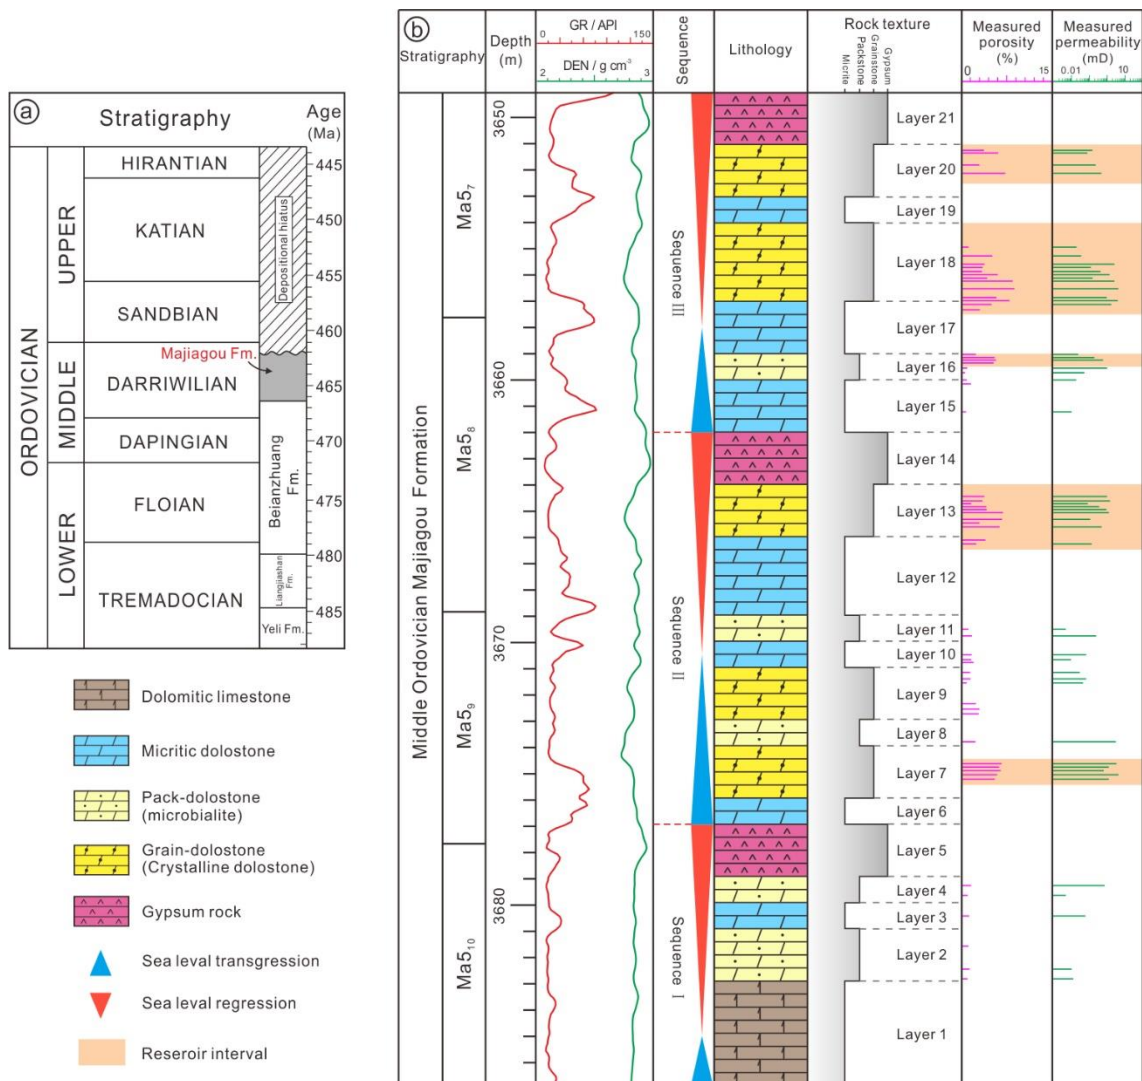 a
Stratigraphy
Age
(Ma)
ORDOVICIAN
UPPER
MIDDLE
LOWER
HIRANTIAN
KATIAN
SANDBIAN
DARRIWILIAN
DAPINGIAN
FLOIAN
TREMADOCIAN
Depositional hiatus
Majiagou Fm.
Beianzhuang
Fm.
Liangjiashan
Fm.
Yeli Fm.
445
450
455
460
465
470
475
480
485
Dolomitic limestone
Micritic dolostone
Pack-dolostone
(microbialite)
Grain-dolostone
(Crystalline dolostone)
Gypsum rock
Sea leval transgression
Sea leval regression
Reseroir interval
b
Stratigraphy
Depth
(m)
GR / API
0 150
DEN / g cm⁻³
2 3
Sequence
Lithology
Rock texture
Micrite
Packstone
Grainstone
Gypsum
Measured
porosity
(%)
0 15
Measured
permeability
(mD)
0.01 10
Middle Ordovician Majiagou Formation
Ma5₇
Ma5₈
Ma5₉
Ma5₁₀
3650
3660
3670
3680
Sequence III
Sequence II
Sequence I
Layer 21
Layer 20
Layer 19
Layer 18
Layer 17
Layer 16
Layer 15
Layer 14
Layer 13
Layer 12
Layer 11
Layer 10
Layer 9
Layer 8
Layer 7
Layer 6
Layer 5
Layer 4
Layer 3
Layer 2
Layer 1